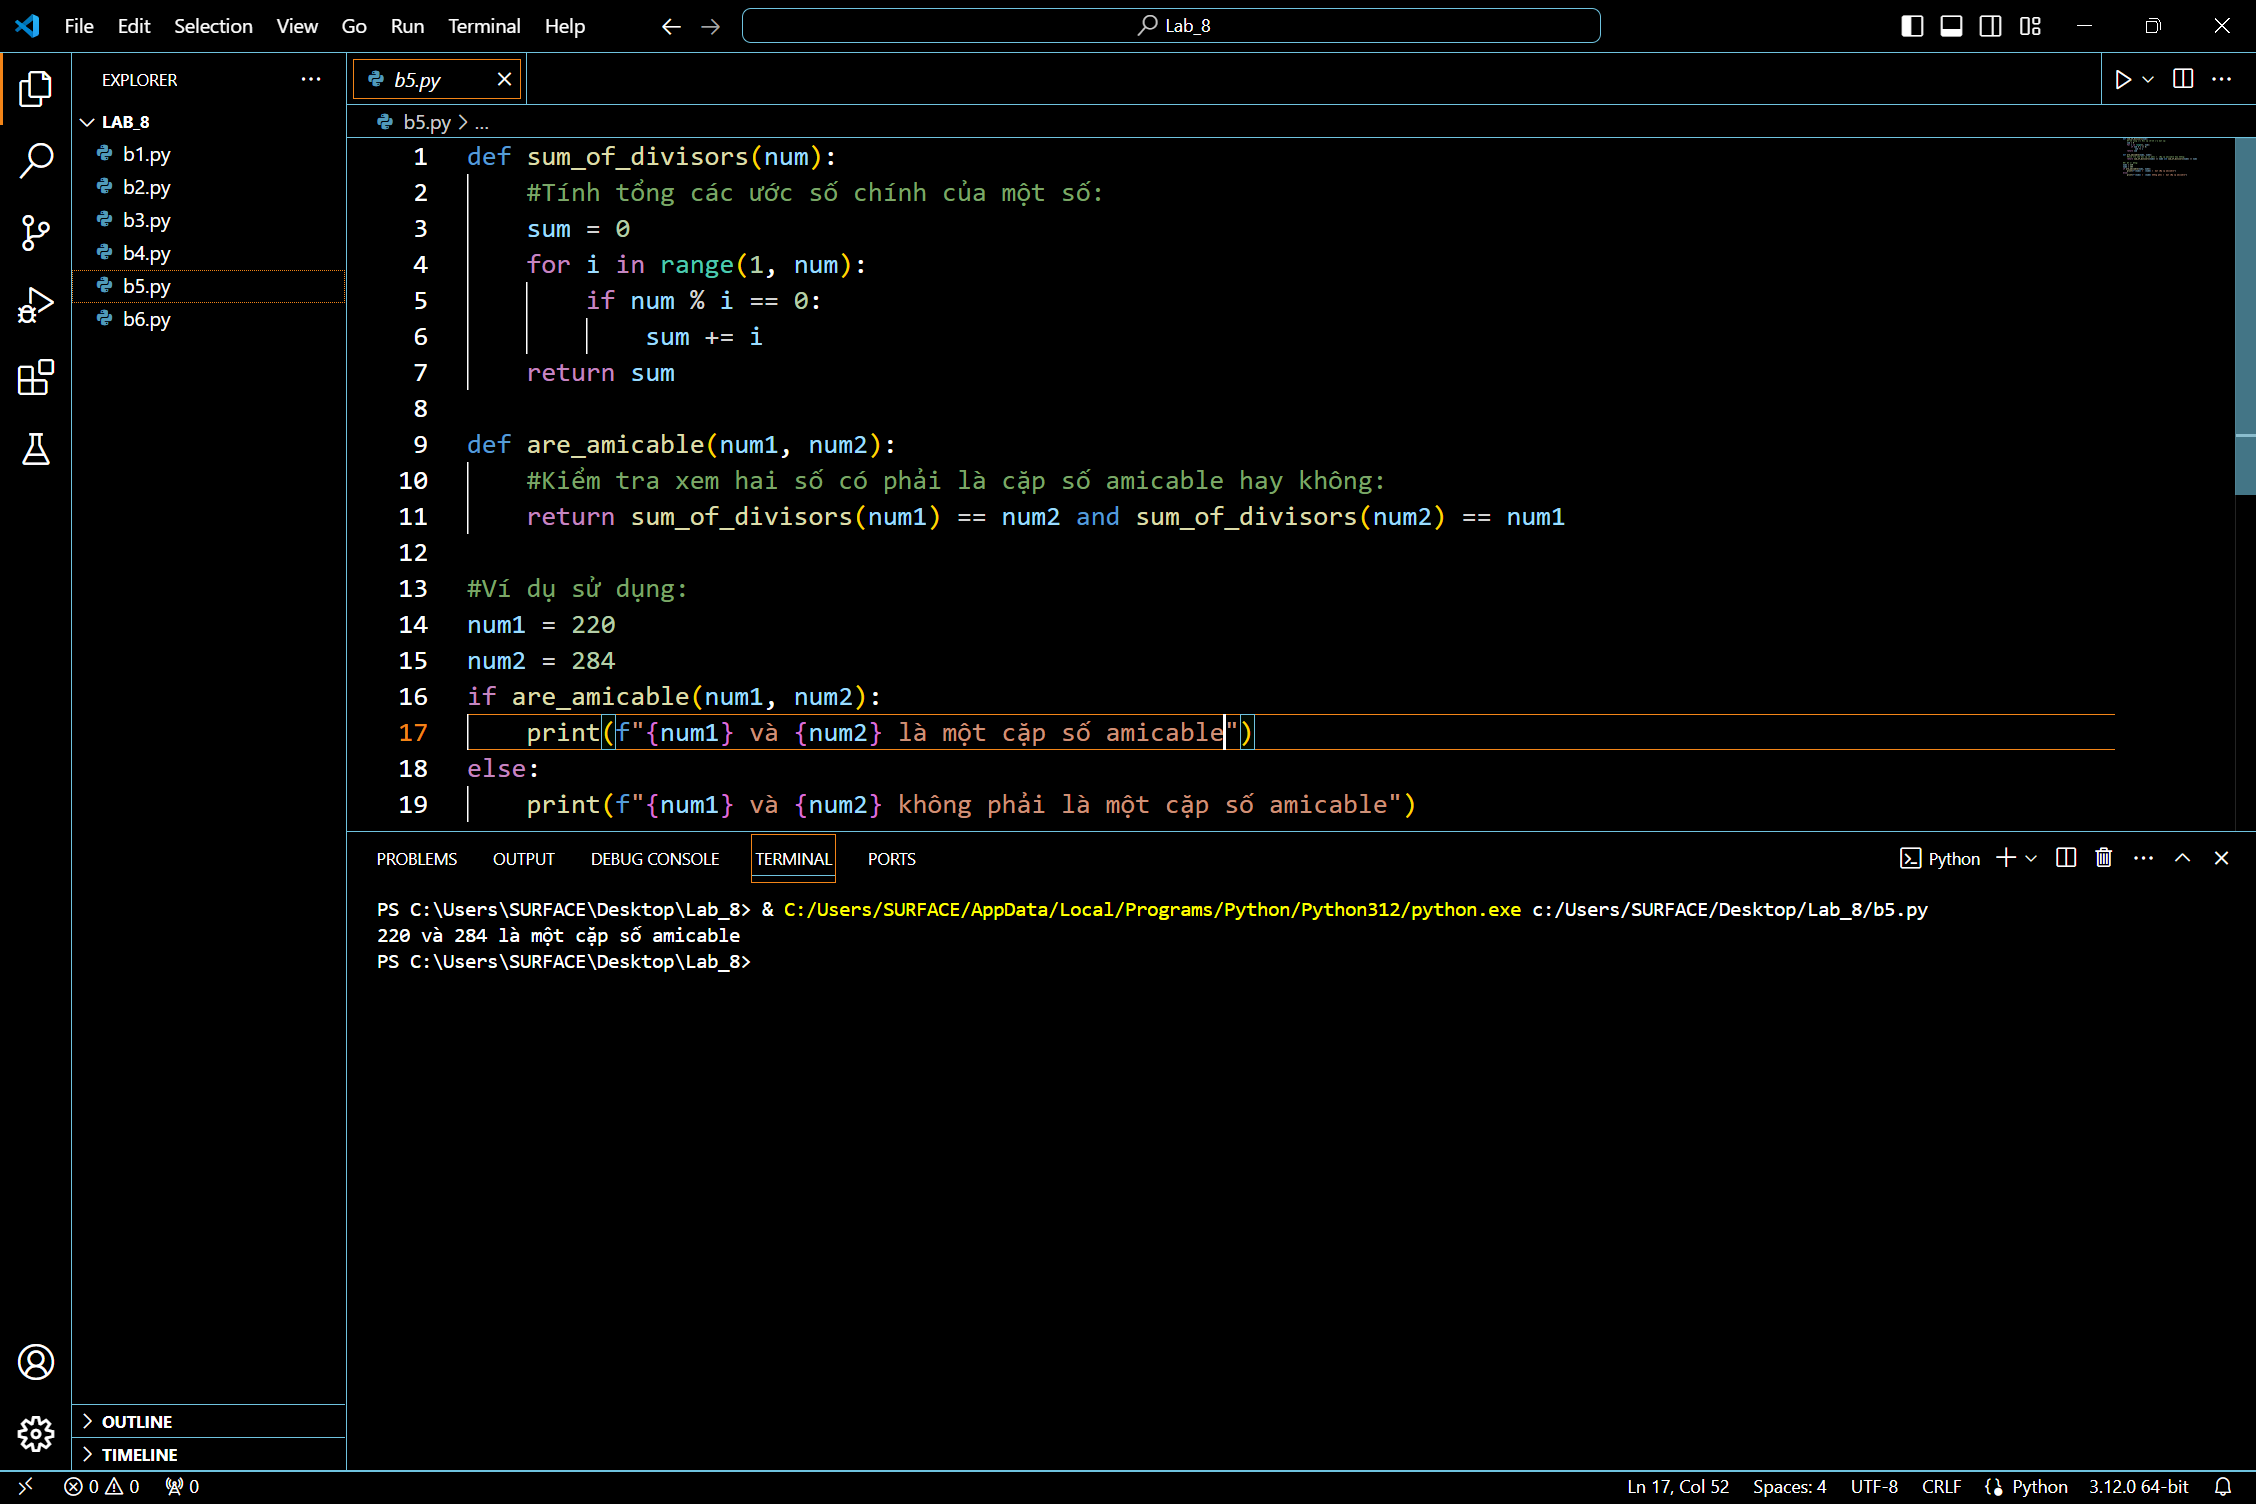 File Edit Selection View Go Run Terminal Help
Lab_8
EXPLORER
LAB_8
b1.py
b2.py
b3.py
b4.py
b5.py
b6.py
OUTLINE
TIMELINE
b5.py
b5.py > ...
1 def sum_of_divisors(num):
2 #Tính tổng các ước số chính của một số:
3 sum = 0
4 for i in range(1, num):
5 if num % i == 0:
6 sum += i
7 return sum
8
9 def are_amicable(num1, num2):
10 #Kiểm tra xem hai số có phải là cặp số amicable hay không:
11 return sum_of_divisors(num1) == num2 and sum_of_divisors(num2) == num1
12
13 #Ví dụ sử dụng:
14 num1 = 220
15 num2 = 284
16 if are_amicable(num1, num2):
17 print(f"{num1} và {num2} là một cặp số amicable")
18 else:
19 print(f"{num1} và {num2} không phải là một cặp số amicable")
PROBLEMS OUTPUT DEBUG CONSOLE TERMINAL PORTS
Python
PS C:\Users\SURFACE\Desktop\Lab_8> & C:/Users/SURFACE/AppData/Local/Programs/Python/Python312/python.exe c:/Users/SURFACE/Desktop/Lab_8/b5.py
220 và 284 là một cặp số amicable
PS C:\Users\SURFACE\Desktop\Lab_8>
0 0 0
Ln 17, Col 52 Spaces: 4 UTF-8 CRLF Python 3.12.0 64-bit